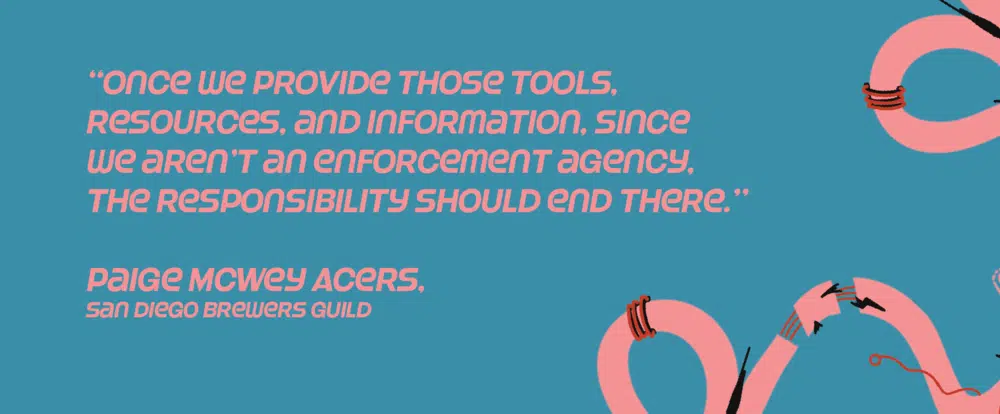 “ONCE WE PROVIDE THOSE TOOLS,
RESOURCES, AND INFORMATION, SINCE
WE AREN’T AN ENFORCEMENT AGENCY,
THE RESPONSIBILITY SHOULD END THERE.”
PAIGE MCWEY ACERS,
SAN DIEGO BREWERS GUILD